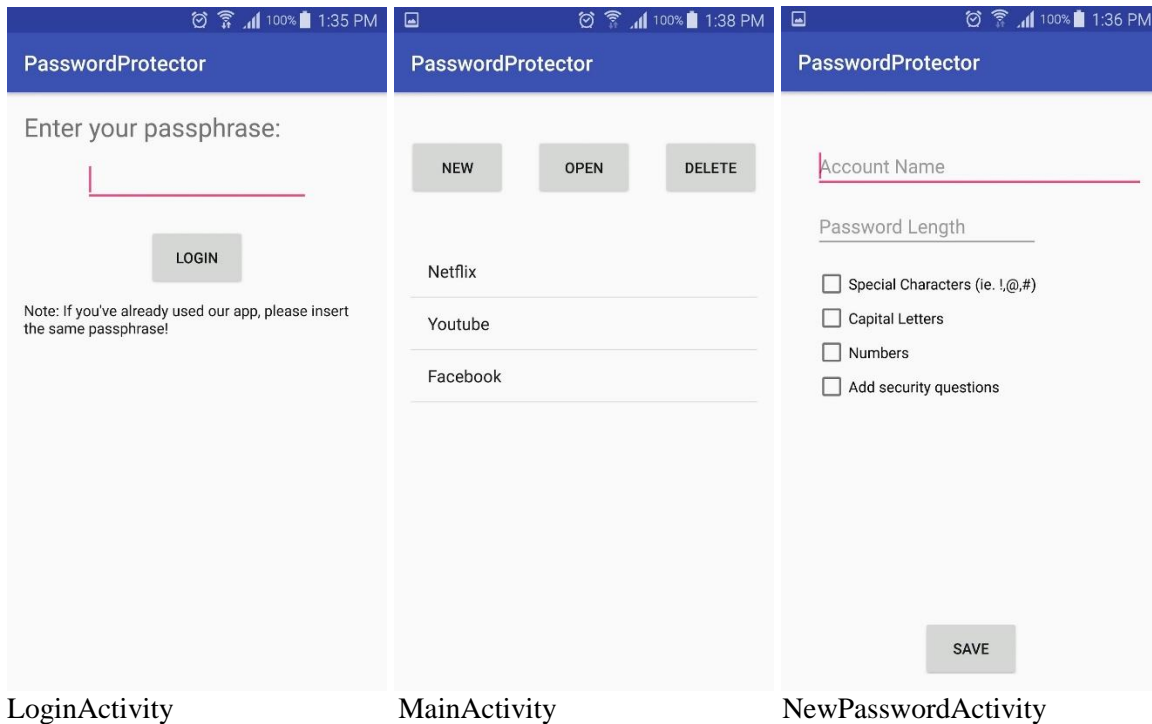 100% 1:35 PM
PasswordProtector
Enter your passphrase:
LOGIN
Note: If you've already used our app, please insert
the same passphrase!
LoginActivity
100% 1:38 PM
PasswordProtector
NEW OPEN DELETE
Netflix
Youtube
Facebook
MainActivity
100% 1:36 PM
PasswordProtector
Account Name
Password Length
Special Characters (ie. !,@,#)
Capital Letters
Numbers
Add security questions
SAVE
NewPasswordActivity